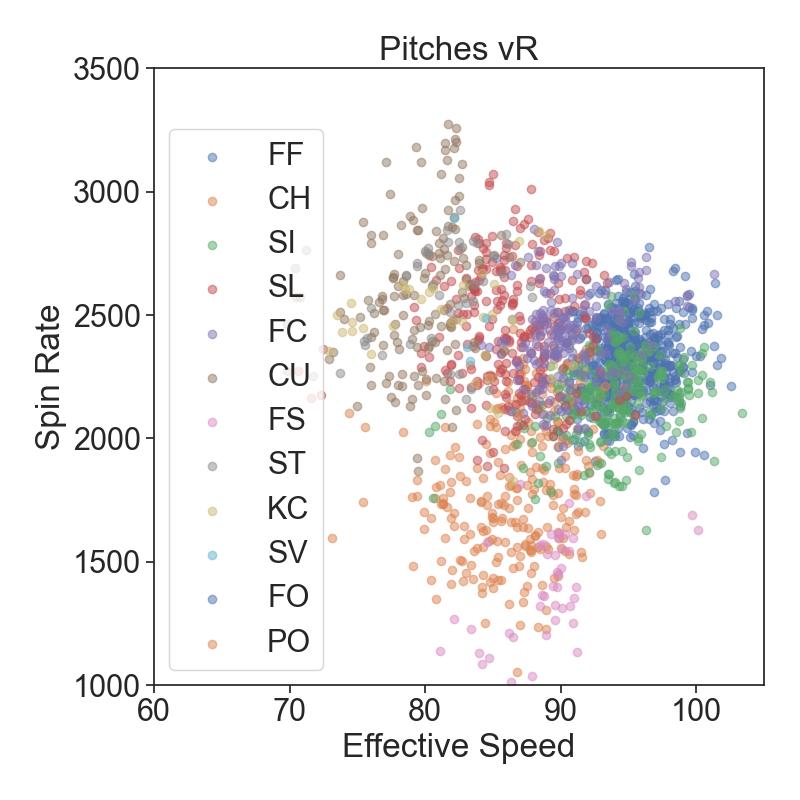 Pitches vR
3500
3000
2500
2000
1500
1000
Spin Rate
FF
CH
SI
SL
FC
CU
FS
ST
KC
SV
FO
PO
60 70 80 90 100
Effective Speed